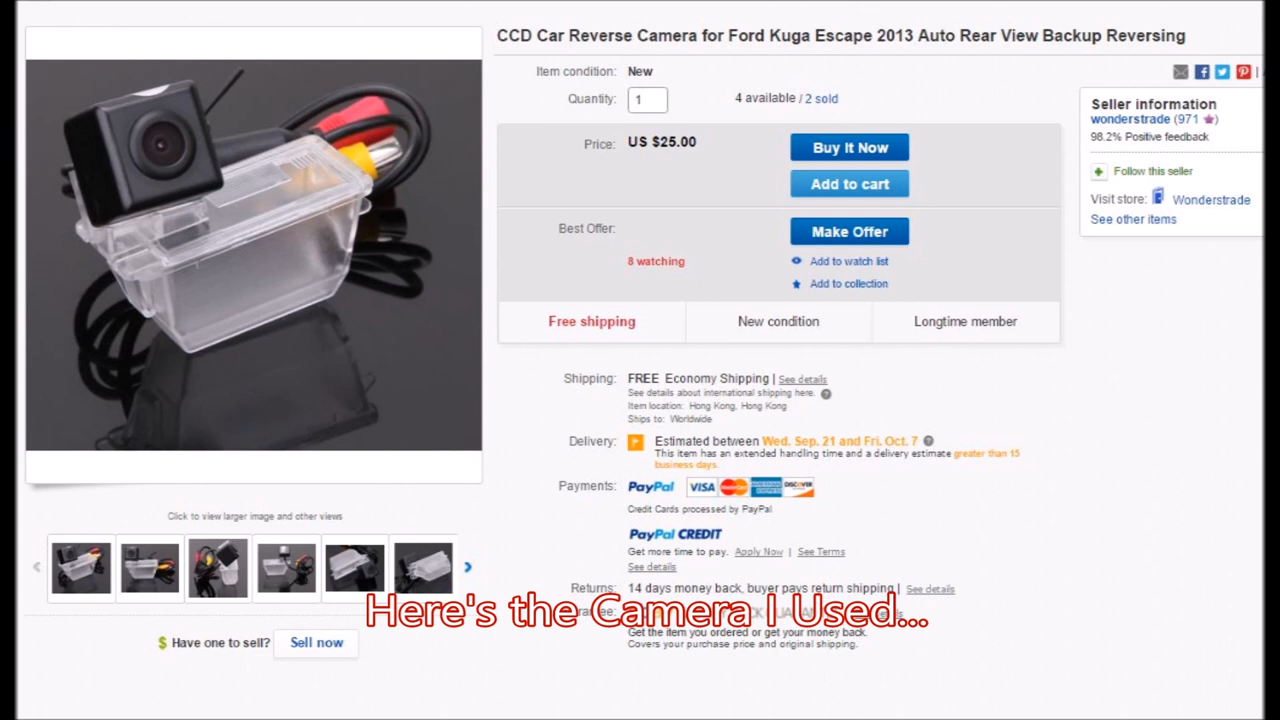 CCD Car Reverse Camera for Ford Kuga Escape 2013 Auto Rear View Backup Reversing
Item condition: New
Quantity: 1 4 available / 2 sold
Price: US $25.00 Buy It Now
Add to cart
Best Offer: Make Offer
8 watching Add to watch list
Add to collection
Free shipping New condition Longtime member
Shipping: FREE Economy Shipping | See details
See details about international shipping here.
Item location: Hong Kong, Hong Kong
Ships to: Worldwide
Delivery: Estimated between Wed. Sep. 21 and Fri. Oct. 7
This item has an extended handling time and a delivery estimate greater than 15
business days.
Payments: PayPal VISA MasterCard DISCOVER
Credit Cards processed by PayPal
PayPal CREDIT
Get more time to pay. Apply Now | See Terms
See details
Returns: 14 days money back, buyer pays return shipping | See details
Get the item you ordered or get your money back.
Covers your purchase price and original shipping.
Seller information
wonderstrade (971)
98.2% Positive feedback
Follow this seller
Visit store: Wonderstrade
See other items
Click to view larger image and other views
$ Have one to sell? Sell now
Here's the Camera I Used...